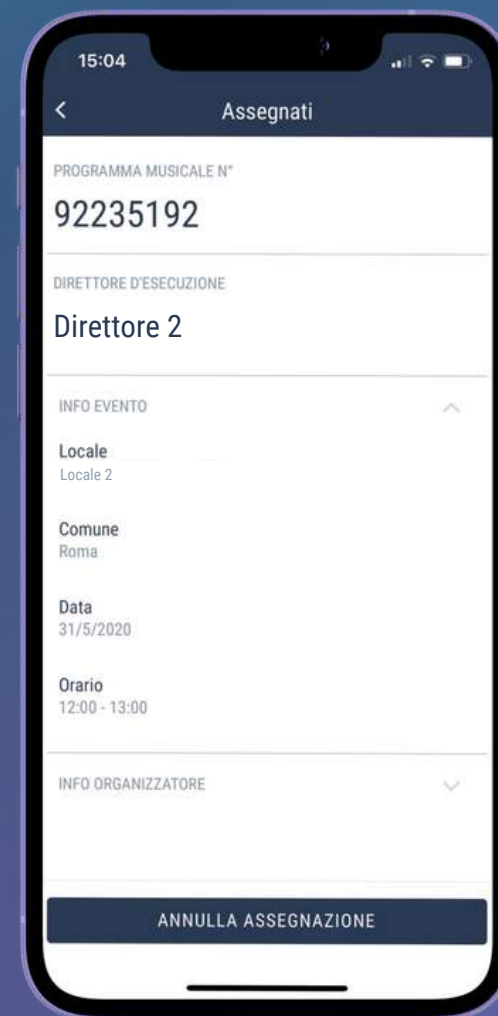 15:04
Assegnati
PROGRAMMA MUSICALE N°
92235192
DIRETTORE D'ESECUZIONE
Direttore 2
INFO EVENTO
Locale
Locale 2
Comune
Roma
Data
31/5/2020
Orario
12:00 - 13:00
INFO ORGANIZZATORE
ANNULLA ASSEGNAZIONE